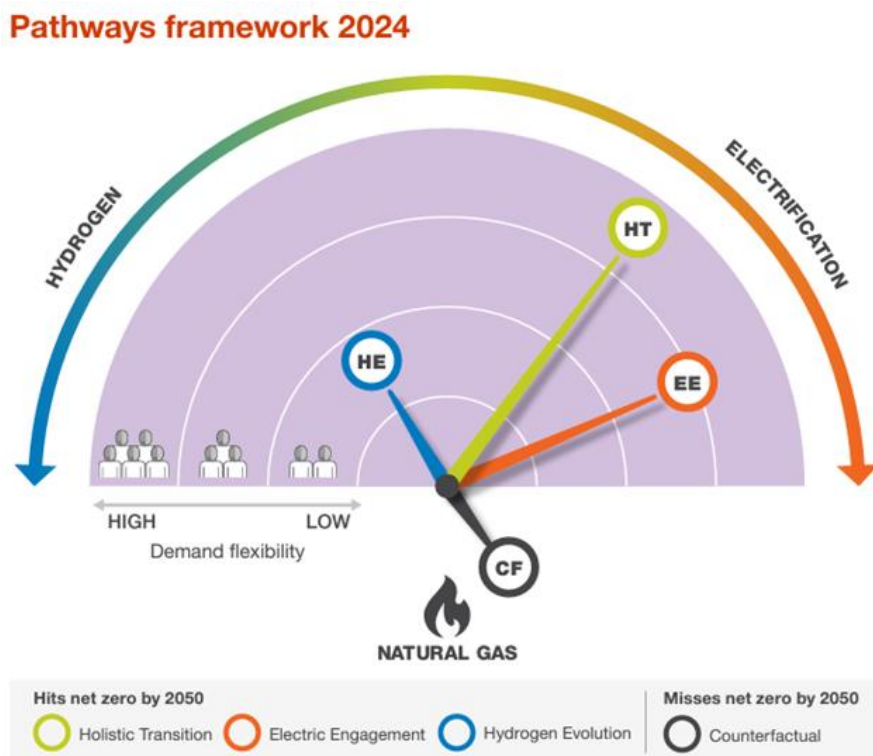 Pathways framework 2024
HYDROGEN
ELECTRIFICATION
HT
HE
EE
HIGH
LOW
Demand flexibility
CF
NATURAL GAS
Hits net zero by 2050
Misses net zero by 2050
Holistic Transition
Electric Engagement
Hydrogen Evolution
Counterfactual